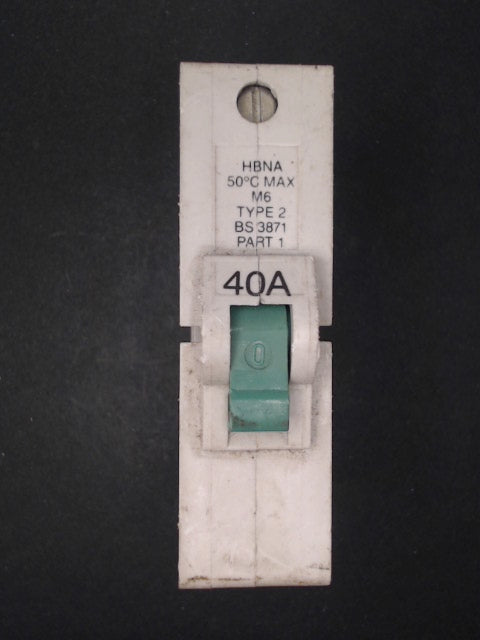 HBNA
50°C MAX
M6
TYPE 2
BS 3871
PART 1
40A
0